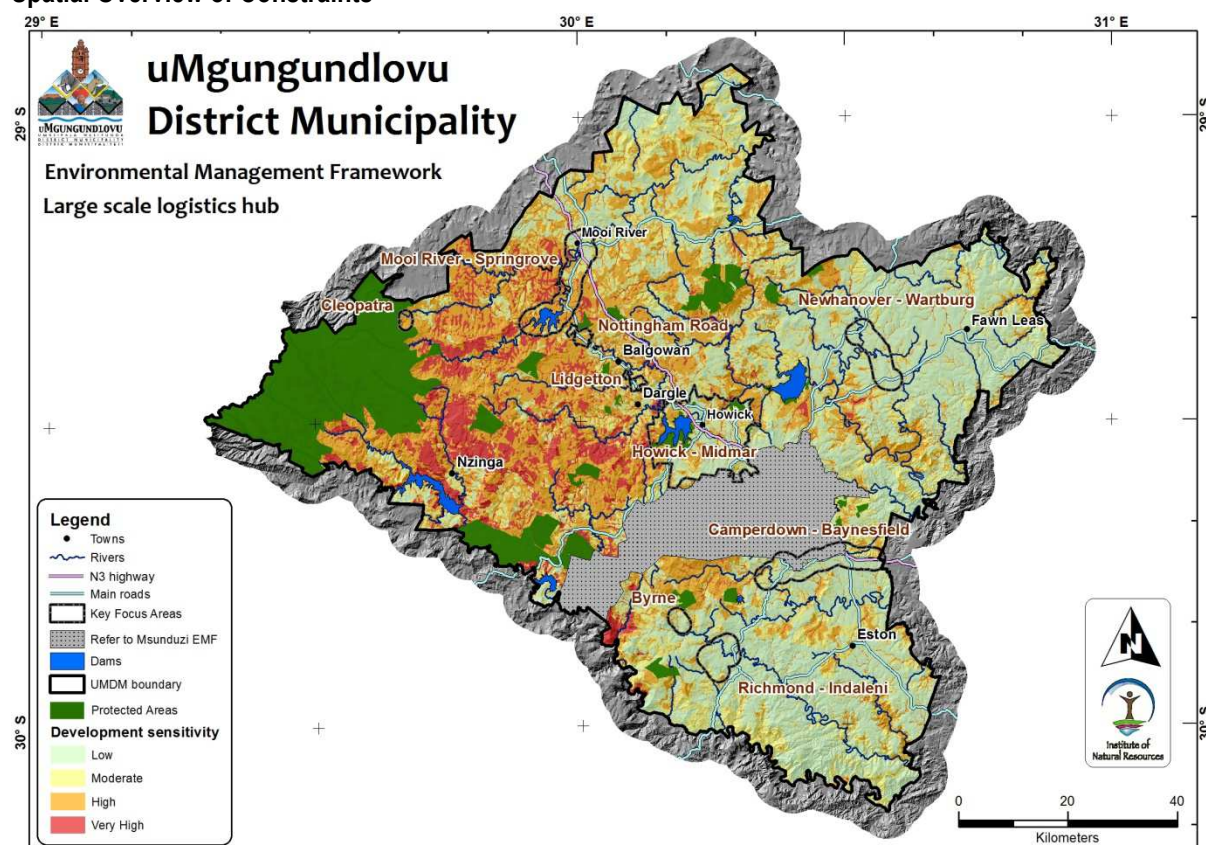 Spatial Overview of Constraints
29° E
30° E
31° E
29° S
29° S
30° S
30° S
uMGUNGUNDLOVU
uMgungundlovu
District Municipality
Environmental Management Framework
Large scale logistics hub
Mooi River
Mooi River - Springrove
Cleopatra
Newhanover - Wartburg
Fawn Leas
Nottingham Road
Balgowan
Lidgetton
Dargle
Howick
Howick - Midmar
Nzinga
Camperdown - Baynesfield
Byrne
Eston
Richmond - Indaleni
Legend
Towns
Rivers
N3 highway
Main roads
Key Focus Areas
Refer to Msunduzi EMF
Dams
UMDM boundary
Protected Areas
Development sensitivity
Low
Moderate
High
Very High
N
Institute of
Natural Resources
0 20 40
Kilometers